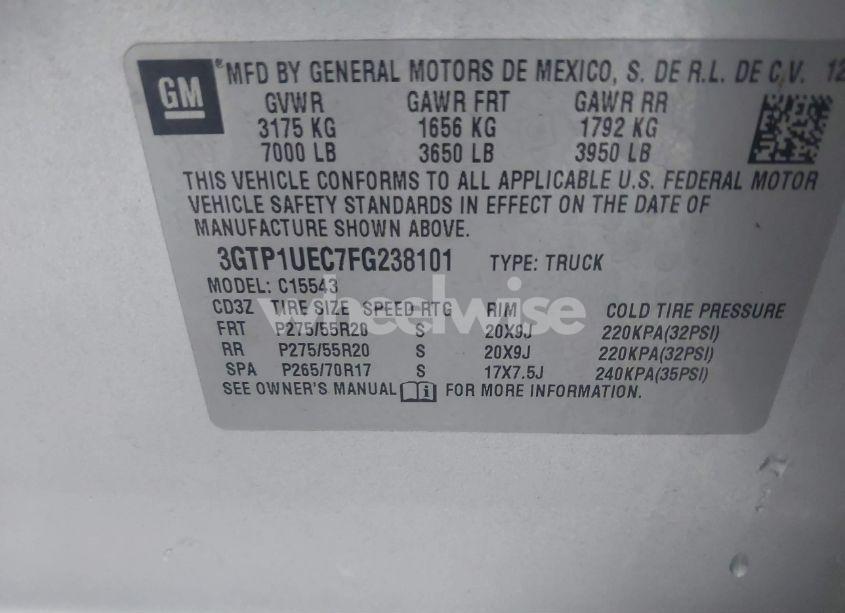 GM
® MFD BY GENERAL MOTORS DE MEXICO, S. DE R.L. DE C.V. 12
GVWR GAWR FRT GAWR RR
3175 KG 1656 KG 1792 KG
7000 LB 3650 LB 3950 LB
THIS VEHICLE CONFORMS TO ALL APPLICABLE U.S. FEDERAL MOTOR
VEHICLE SAFETY STANDARDS IN EFFECT ON THE DATE OF
MANUFACTURE SHOWN ABOVE.
3GTP1UEC7FG238101 TYPE: TRUCK
MODEL: C15543
CD3Z TIRE SIZE SPEED RTG RIM COLD TIRE PRESSURE
FRT P275/55R20 S 20X9J 220KPA(32PSI)
RR P275/55R20 S 20X9J 220KPA(32PSI)
SPA P265/70R17 S 17X7.5J 240KPA(35PSI)
SEE OWNER'S MANUAL i FOR MORE INFORMATION.
wheelwise